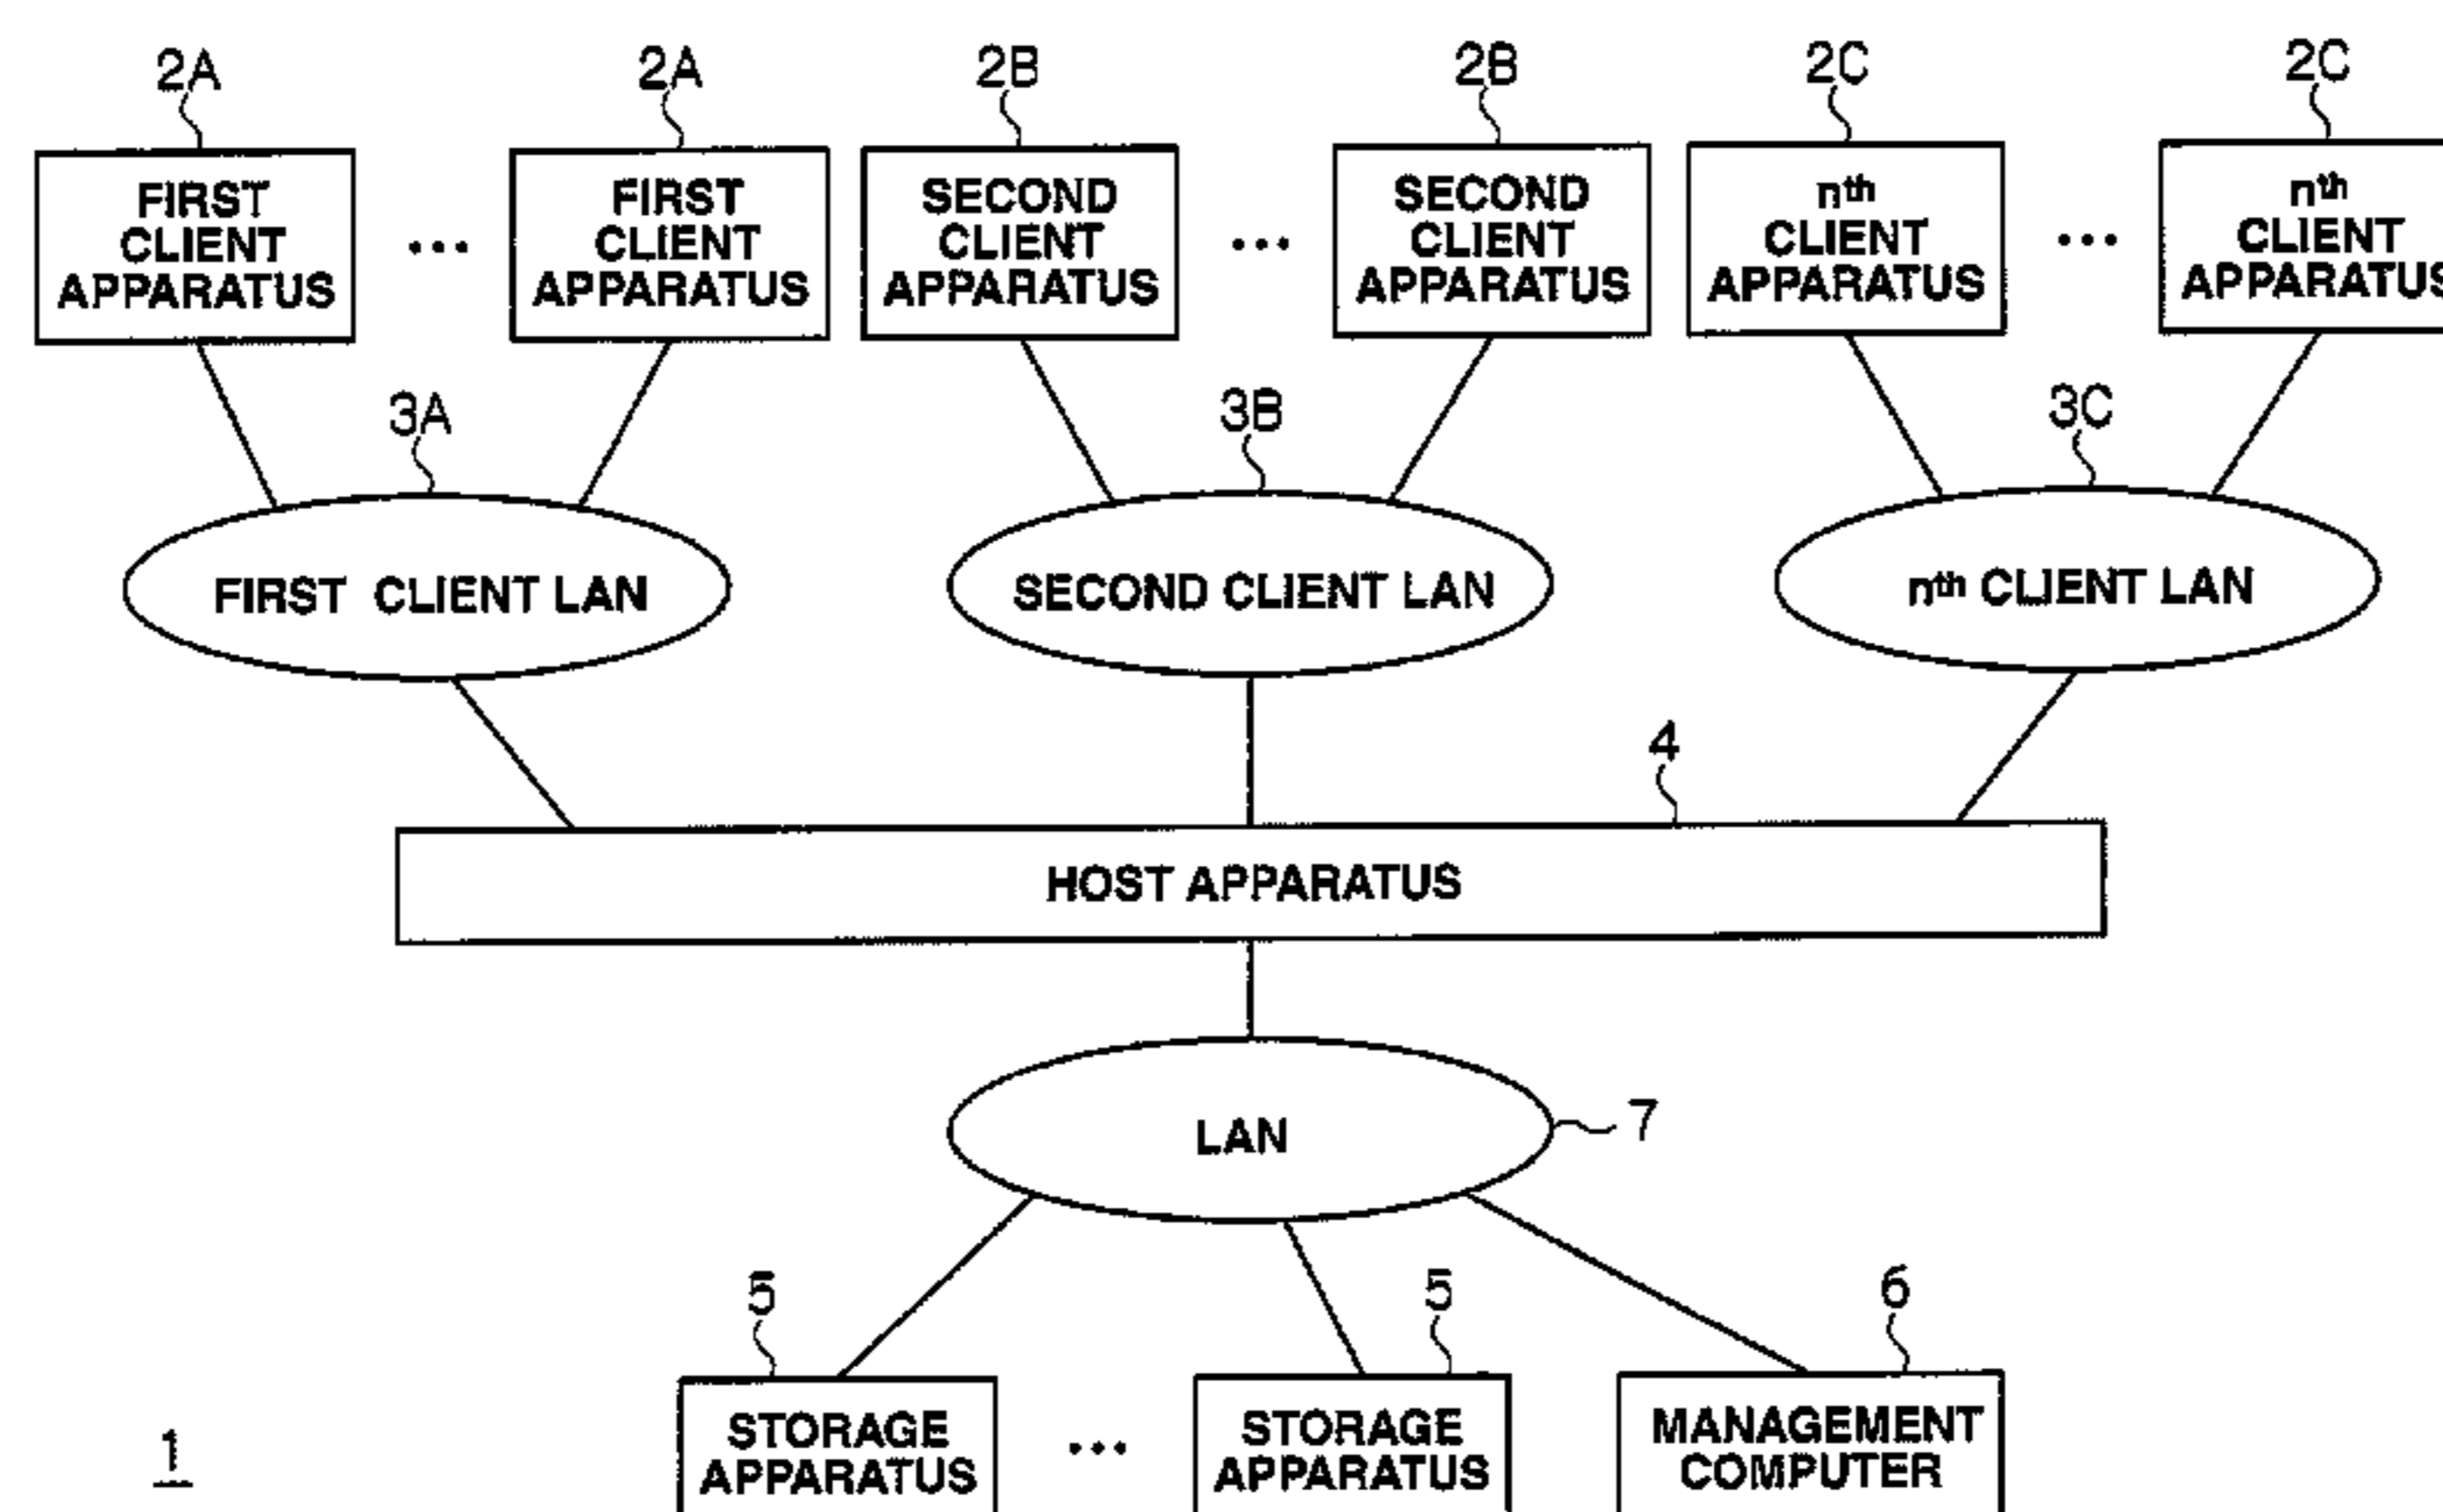 2A 2A 2B 2B 2C 2C
FIRST CLIENT APPARATUS
...
FIRST CLIENT APPARATUS
SECOND CLIENT APPARATUS
...
SECOND CLIENT APPARATUS
nth CLIENT APPARATUS
...
nth CLIENT APPARATUS
3A 3B 3C
FIRST CLIENT LAN
SECOND CLIENT LAN
nth CLIENT LAN
4
HOST APPARATUS
LAN
7
5 5 6
STORAGE APPARATUS
...
STORAGE APPARATUS
MANAGEMENT COMPUTER
1